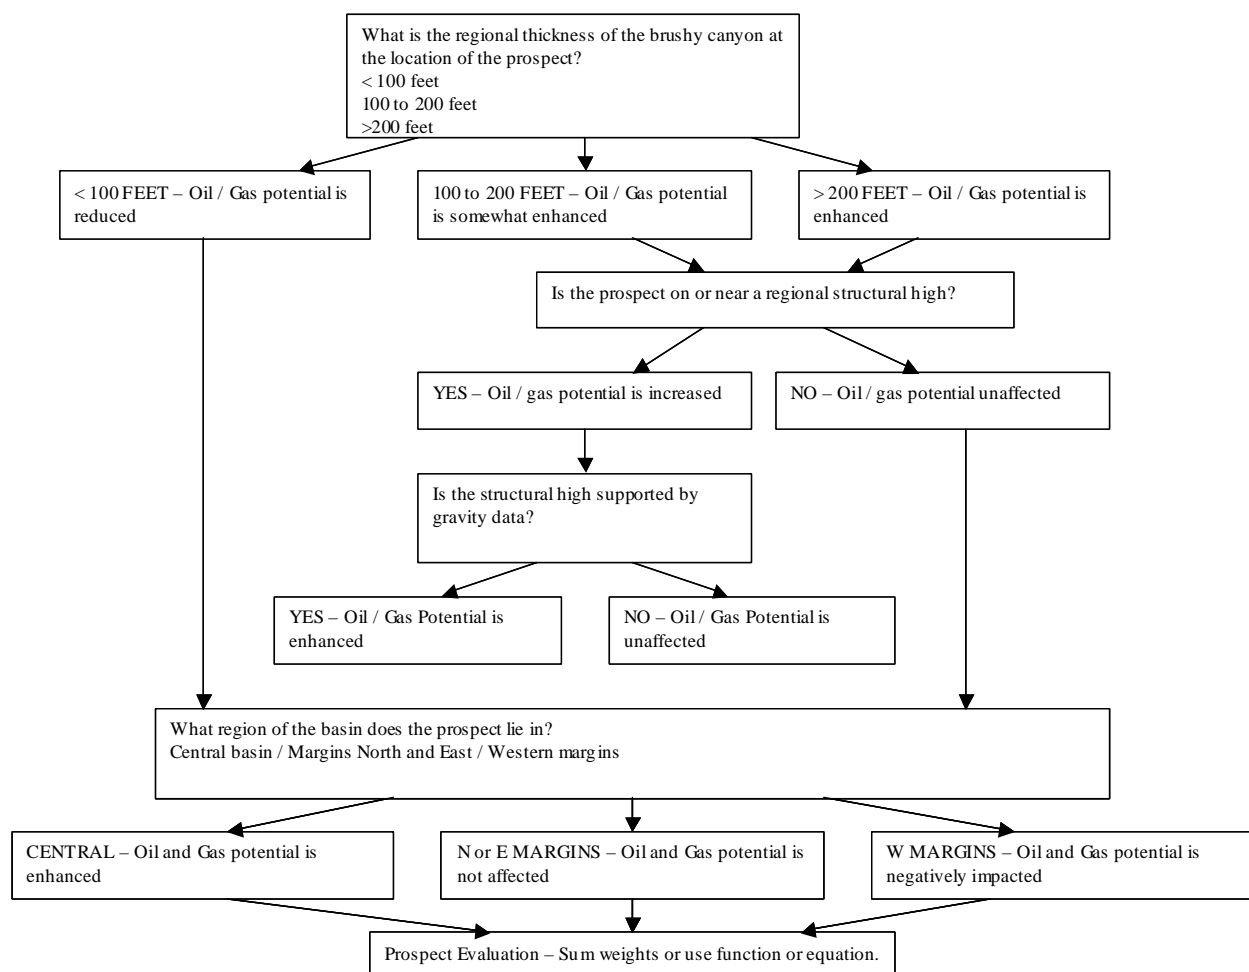 What is the regional thickness of the brushy canyon at
the location of the prospect?
< 100 feet
100 to 200 feet
>200 feet
< 100 FEET – Oil / Gas potential is
reduced
100 to 200 FEET – Oil / Gas potential
is somewhat enhanced
> 200 FEET – Oil / Gas potential is
enhanced
Is the prospect on or near a regional structural high?
YES – Oil / gas potential is increased
NO – Oil / gas potential unaffected
Is the structural high supported by
gravity data?
YES – Oil / Gas Potential is
enhanced
NO – Oil / Gas Potential is
unaffected
What region of the basin does the prospect lie in?
Central basin / Margins North and East / Western margins
CENTRAL – Oil and Gas potential is
enhanced
N or E MARGINS – Oil and Gas potential is
not affected
W MARGINS – Oil and Gas potential is
negatively impacted
Prospect Evaluation – Sum weights or use function or equation.